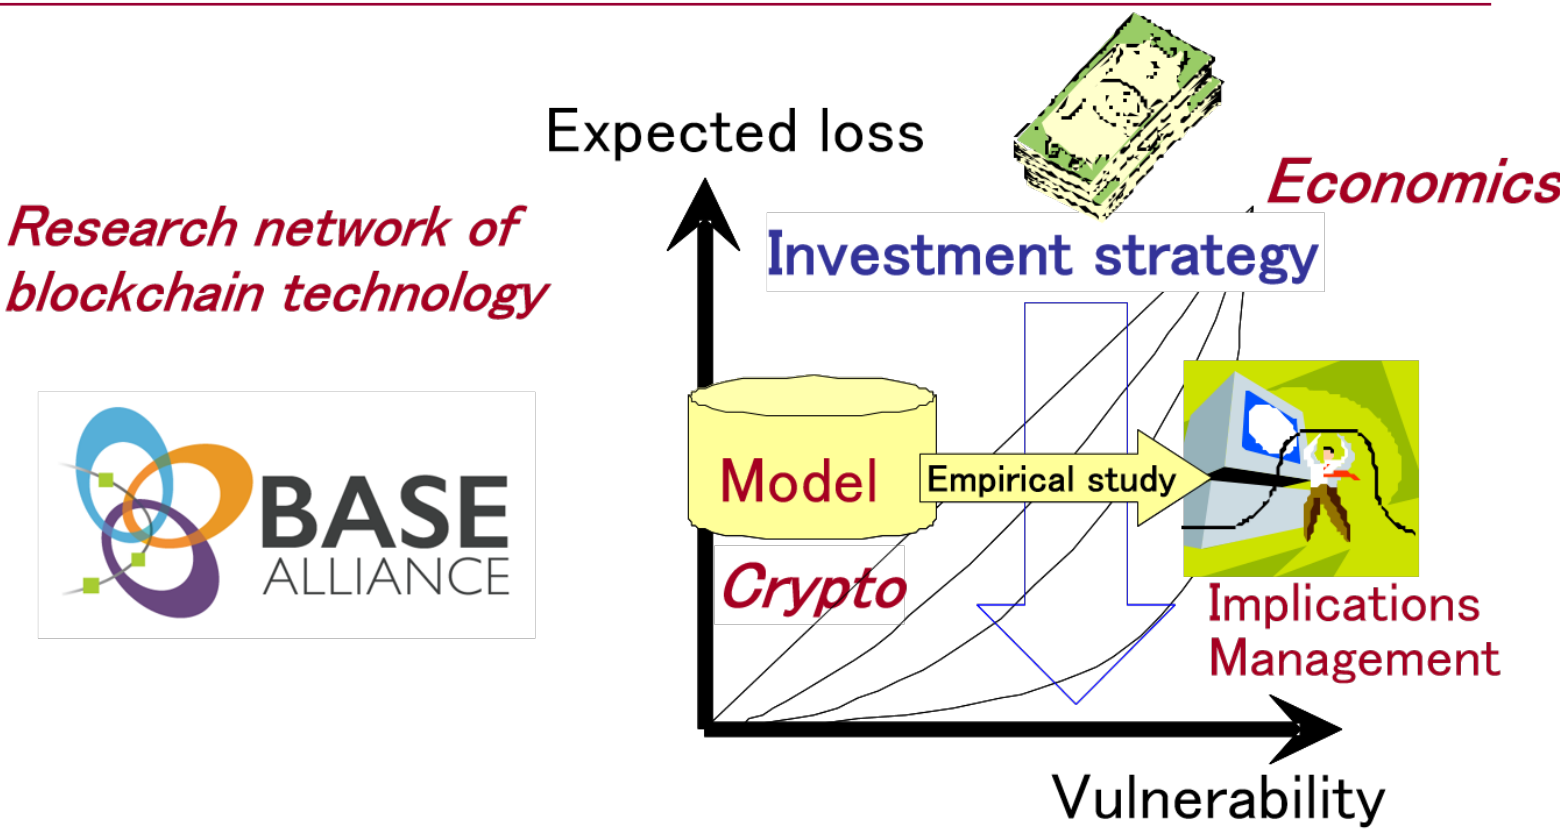 Expected loss
Economics
Research network of
blockchain technology
Investment strategy
BASE
ALLIANCE
Model
Empirical study
Crypto
Implications
Management
Vulnerability